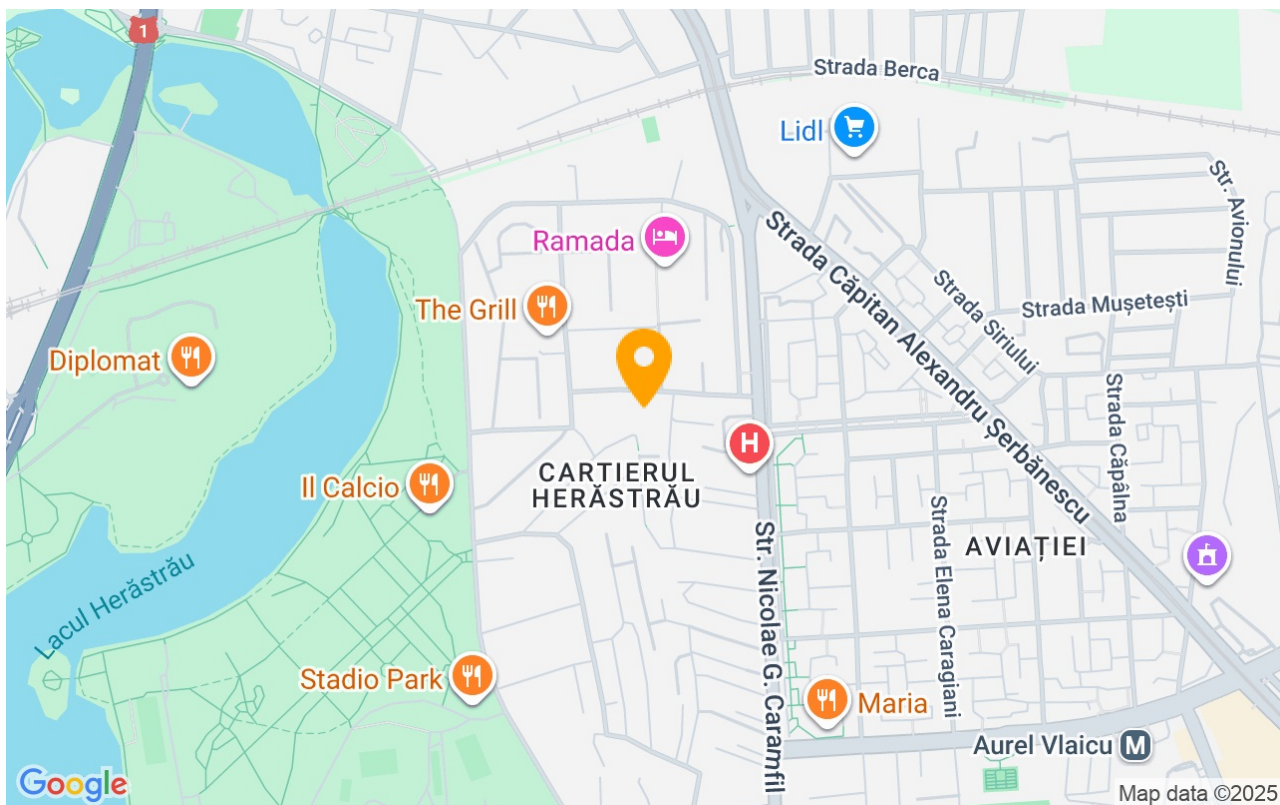 1
Strada Berca
Lidl
Str. Avionului
Ramada
Strada Căpitan Alexandru Șerbănescu
Strada Siriului
Strada Mușetești
The Grill
Diplomat
Strada Căpâlna
H
CARTIERUL
HERĂSTRĂU
Il Calcio
Str. Nicolae G. Caramfil
Strada Elena Caragiani
AVIAȚIEI
Lacul Herăstrău
Stadio Park
Maria
Aurel Vlaicu M
Google
Map data ©2025